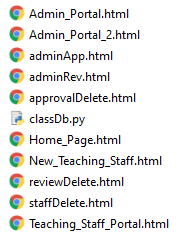 Admin_Portal.html
Admin_Portal_2.html
adminApp.html
adminRev.html
approvalDelete.html
classDb.py
Home_Page.html
New_Teaching_Staff.html
reviewDelete.html
staffDelete.html
Teaching_Staff_Portal.html